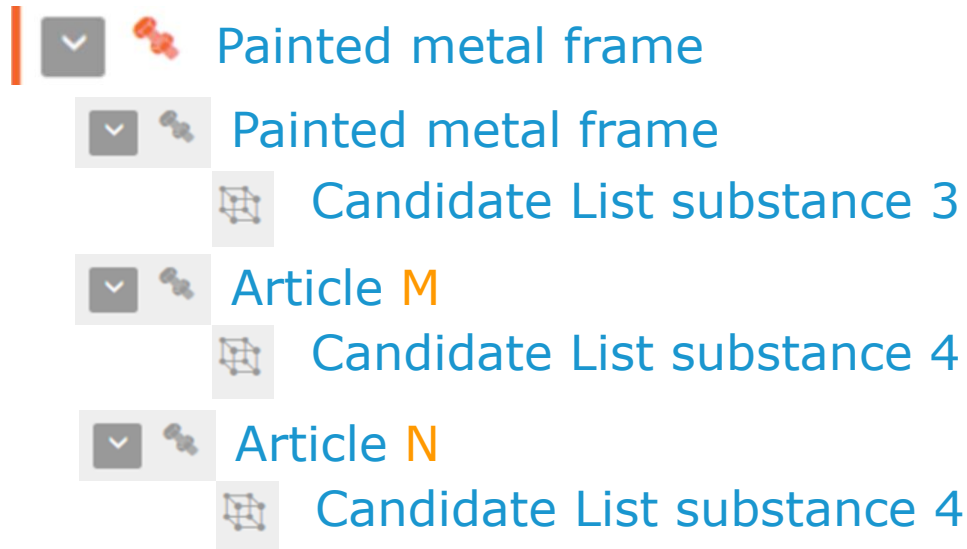 Painted metal frame
Painted metal frame
Candidate List substance 3
Article M
Candidate List substance 4
Article N
Candidate List substance 4